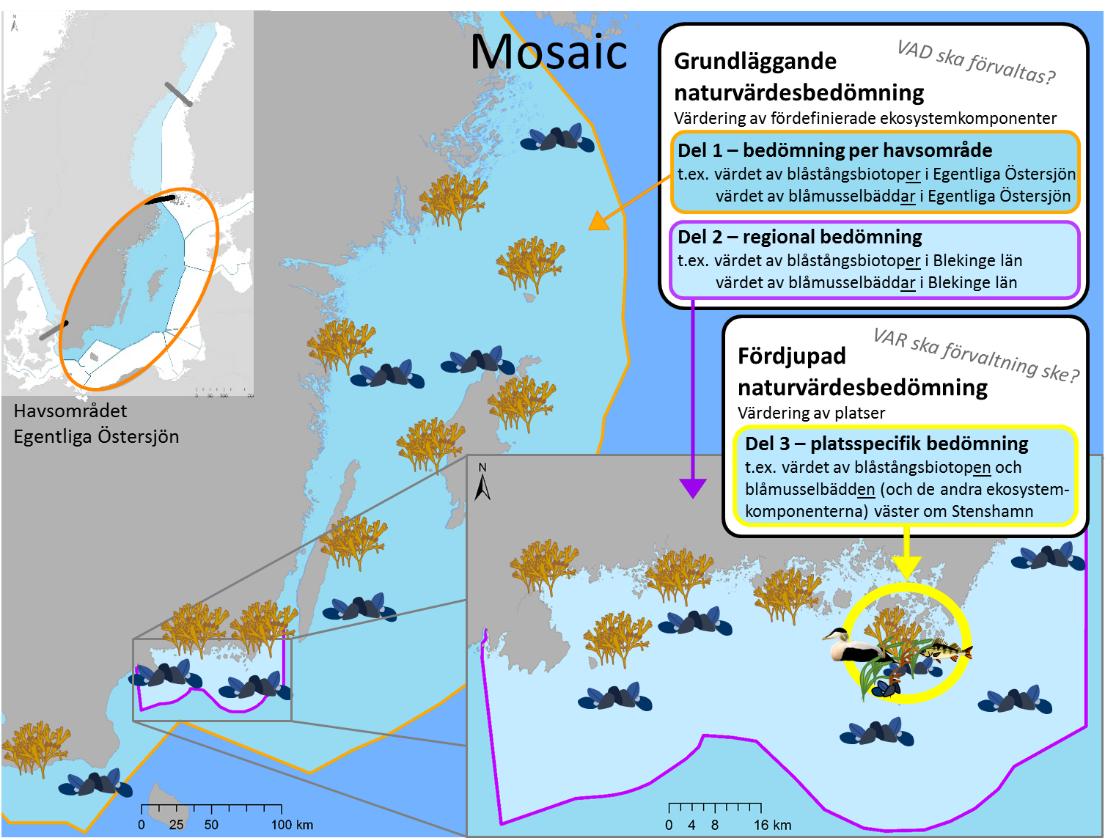 Mosaic
N
Havsområdet
Egentliga Östersjön
Grundläggande
naturvärdesbedömning
VAD ska förvaltas?
Värdering av fördefinierade ekosystemkomponenter
Del 1 – bedömning per havsområde
t.ex. värdet av blåstångsbiotoper i Egentliga Östersjön
värdet av blåmusselbäddar i Egentliga Östersjön
Del 2 – regional bedömning
t.ex. värdet av blåstångsbiotoper i Blekinge län
värdet av blåmusselbäddar i Blekinge län
Fördjupad
naturvärdesbedömning
VAR ska förvaltning ske?
Värdering av platser
Del 3 – platsspecifik bedömning
t.ex. värdet av blåstångsbiotopen och
blåmusselbädden (och de andra ekosystem-
komponenterna) väster om Stenshamn
N
0 25 50 100 km
0 4 8 16 km